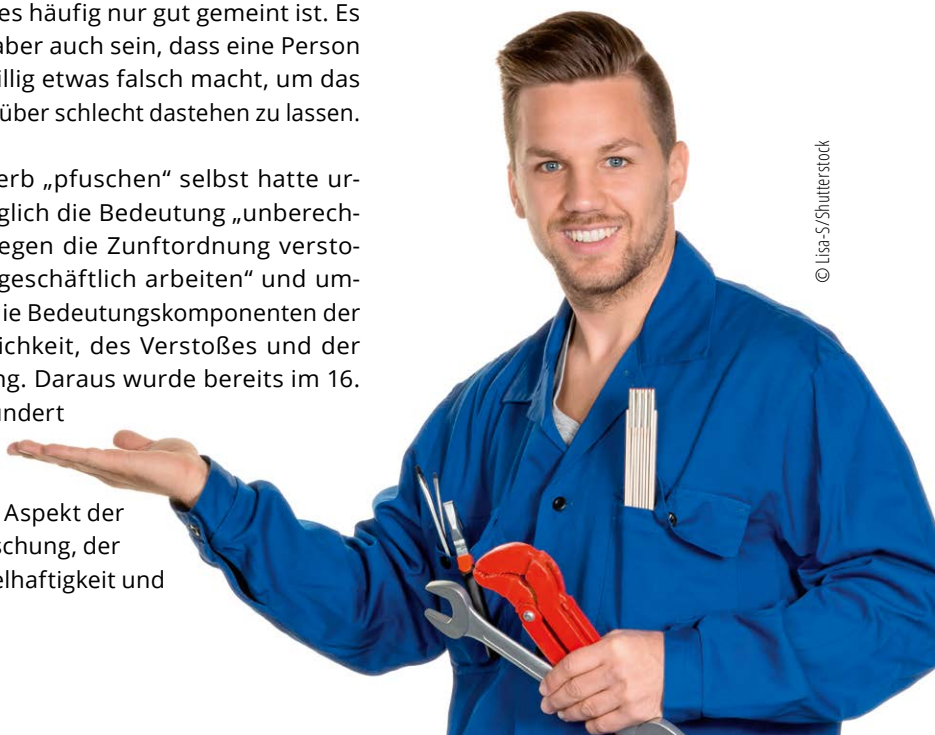 es häufig nur gut gemeint ist. Es
aber auch sein, dass eine Person
illig etwas falsch macht, um das
über schlecht dastehen zu lassen.
erb „pfuschen“ selbst hatte ur-
glich die Bedeutung „unberech-
egen die Zunftordnung versto-
geschäftlich arbeiten“ und um-
ie Bedeutungskomponenten der
ichkeit, des Verstoßes und der
ng. Daraus wurde bereits im 16.
undert
Aspekt der
schung, der
elhaftigkeit und
© Lisa-S/Shutterstock